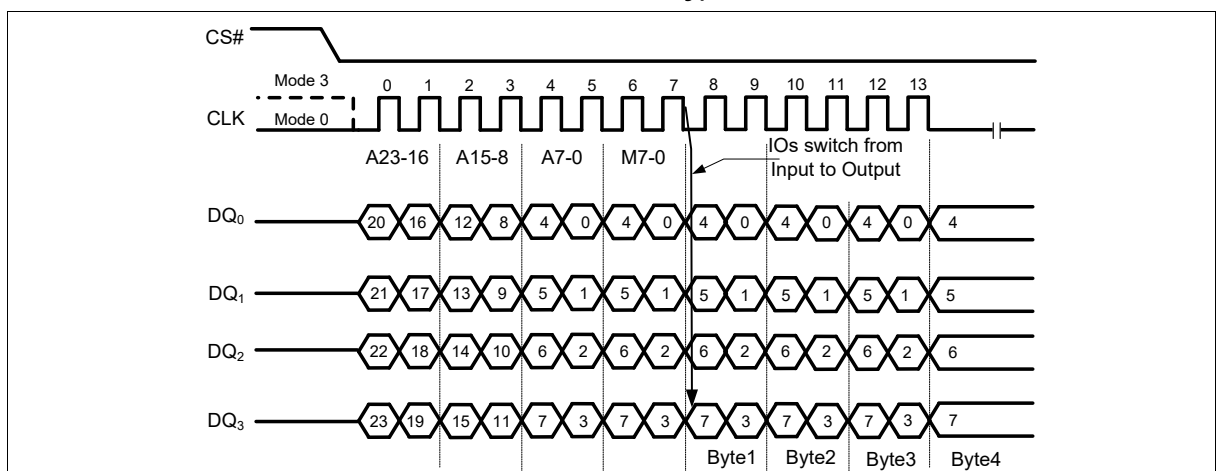 CS#
Mode 3
0 1 2 3 4 5 6 7 8 9 10 11 12 13
CLK
Mode 0
IOs switch from
Input to Output
A23-16 A15-8 A7-0 M7-0
DQ0 20 16 12 8 4 0 4 0 4 0 4 0 4 0 4
DQ1 21 17 13 9 5 1 5 1 5 1 5 1 5 1 5
DQ2 22 18 14 10 6 2 6 2 6 2 6 2 6 2 6
DQ3 23 19 15 11 7 3 7 3 7 3 7 3 7 3 7
Byte1 Byte2 Byte3 Byte4